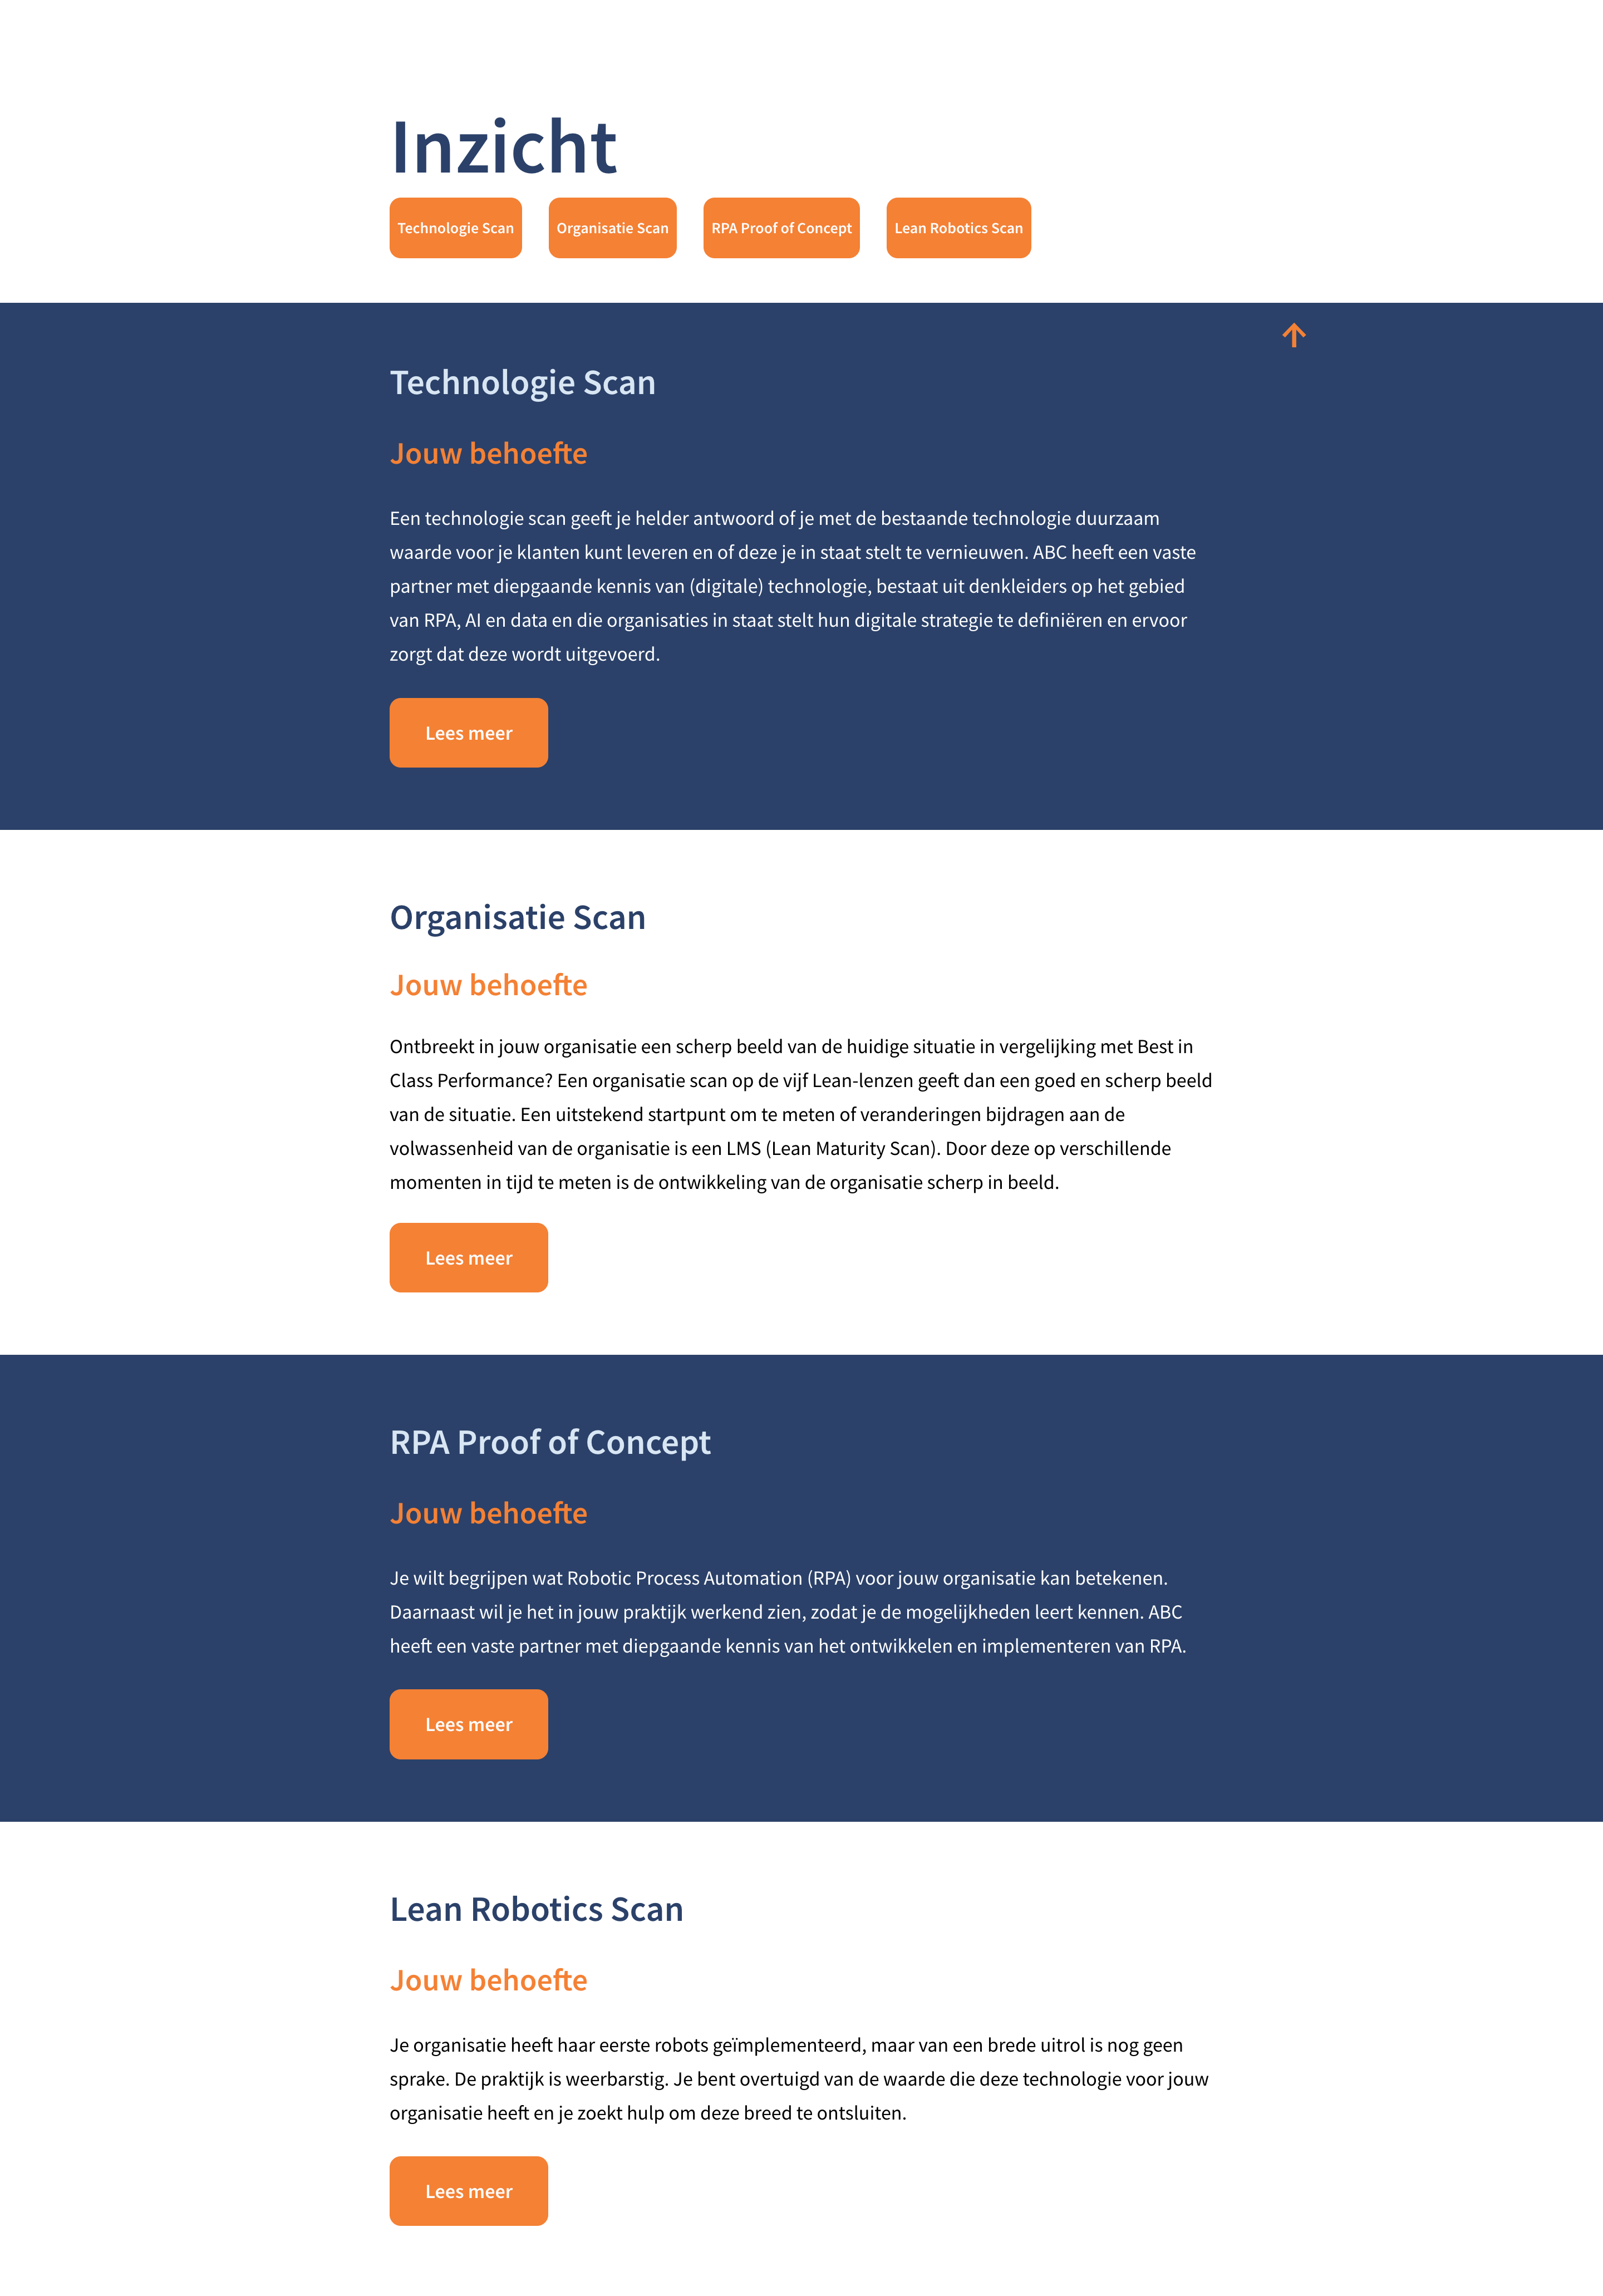 Inzicht
Technologie Scan
Organisatie Scan
RPA Proof of Concept
Lean Robotics Scan
Technologie Scan
Jouw behoefte
Een technologie scan geeft je helder antwoord of je met de bestaande technologie duurzaam
waarde voor je klanten kunt leveren en of deze je in staat stelt te vernieuwen. ABC heeft een vaste
partner met diepgaande kennis van (digitale) technologie, bestaat uit denkleiders op het gebied
van RPA, AI en data en die organisaties in staat stelt hun digitale strategie te definiëren en ervoor
zorgt dat deze wordt uitgevoerd.
Lees meer
Organisatie Scan
Jouw behoefte
Ontbreekt in jouw organisatie een scherp beeld van de huidige situatie in vergelijking met Best in
Class Performance? Een organisatie scan op de vijf Lean-lenzen geeft dan een goed en scherp beeld
van de situatie. Een uitstekend startpunt om te meten of veranderingen bijdragen aan de
volwassenheid van de organisatie is een LMS (Lean Maturity Scan). Door deze op verschillende
momenten in tijd te meten is de ontwikkeling van de organisatie scherp in beeld.
Lees meer
RPA Proof of Concept
Jouw behoefte
Je wilt begrijpen wat Robotic Process Automation (RPA) voor jouw organisatie kan betekenen.
Daarnaast wil je het in jouw praktijk werkend zien, zodat je de mogelijkheden leert kennen. ABC
heeft een vaste partner met diepgaande kennis van het ontwikkelen en implementeren van RPA.
Lees meer
Lean Robotics Scan
Jouw behoefte
Je organisatie heeft haar eerste robots geïmplementeerd, maar van een brede uitrol is nog geen
sprake. De praktijk is weerbarstig. Je bent overtuigd van de waarde die deze technologie voor jouw
organisatie heeft en je zoekt hulp om deze breed te ontsluiten.
Lees meer